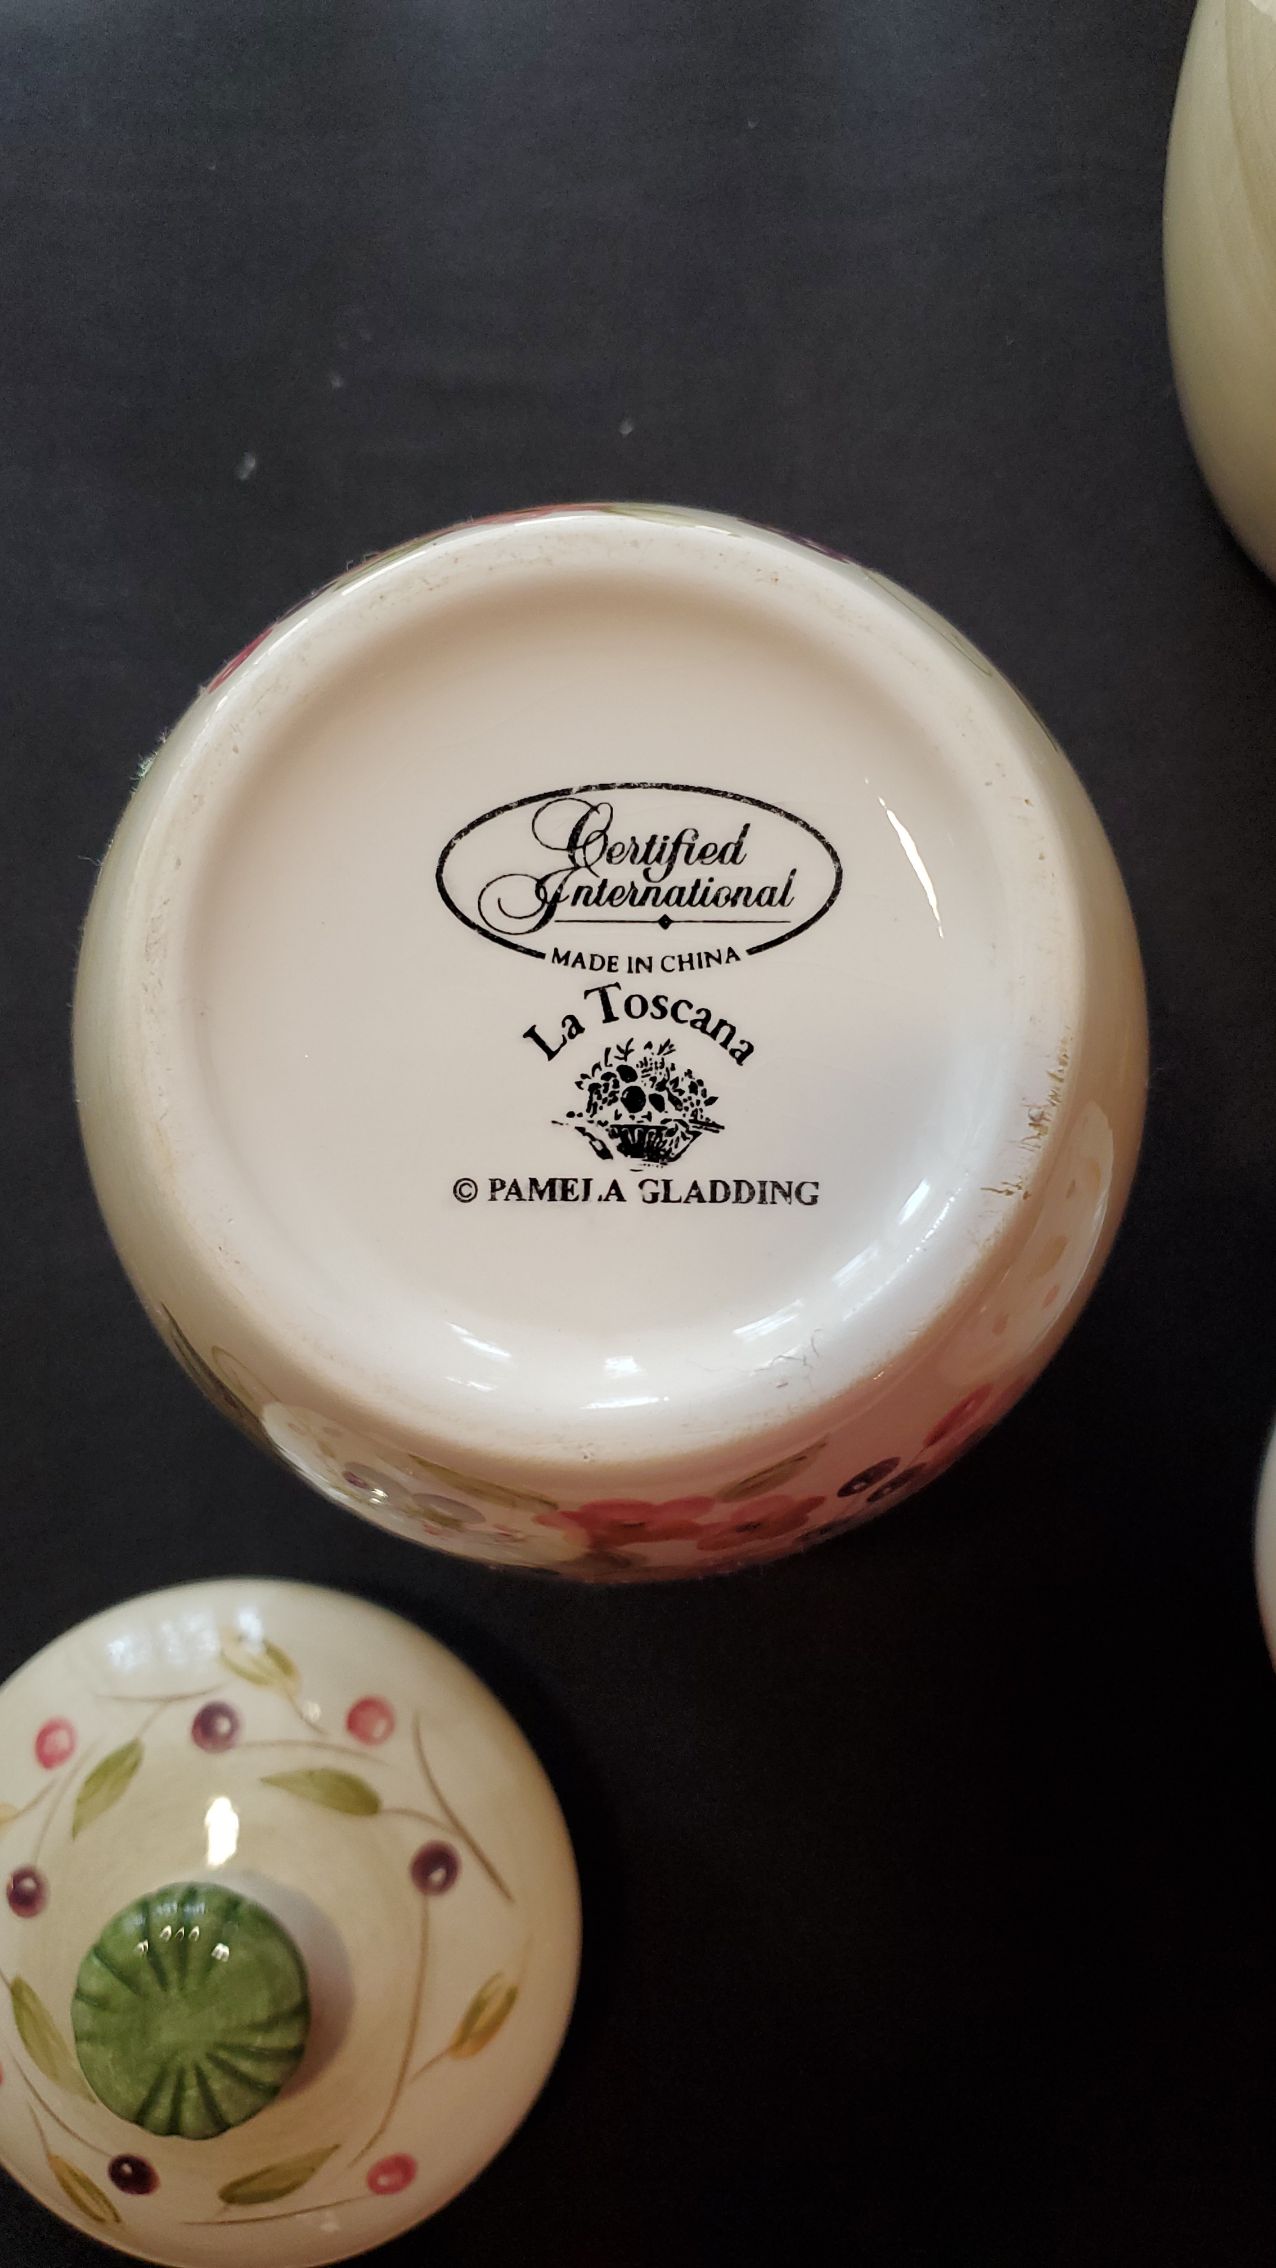 Certified
International
MADE IN CHINA
La Toscana
© PAMELA GLADDING